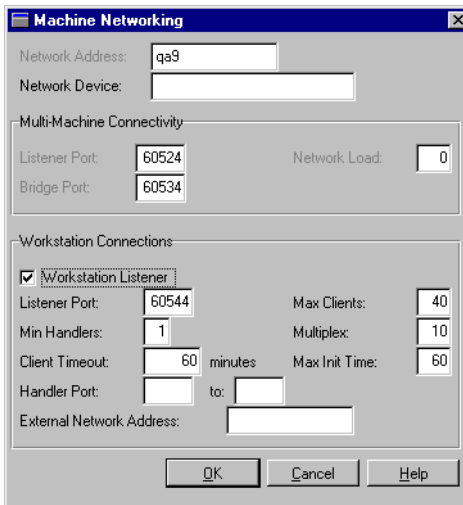 Machine Networking
Network Address: qa9
Network Device:
Multi-Machine Connectivity
Listener Port: 60524 Network Load: 0
Bridge Port: 60534
Workstation Connections
Workstation Listener
Listener Port: 60544 Max Clients: 40
Min Handlers: 1 Multiplex: 10
Client Timeout: 60 minutes Max Init Time: 60
Handler Port: to:
External Network Address:
OK Cancel Help